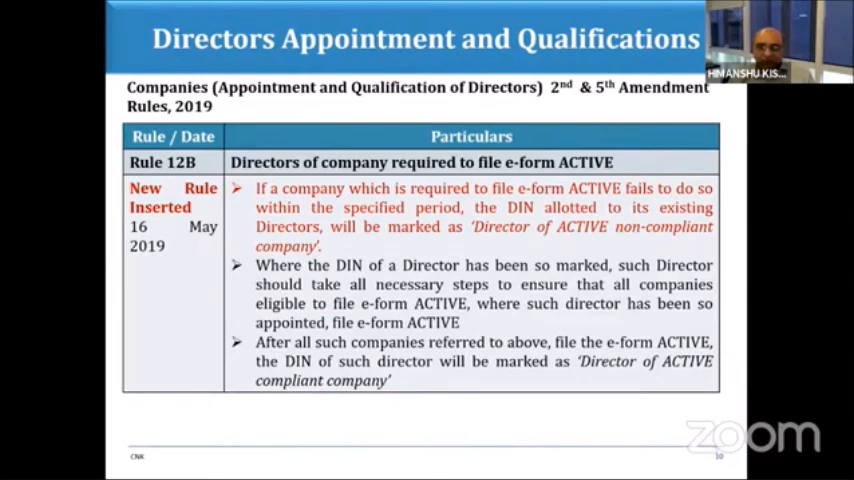 Directors Appointment and Qualifications
HIMANSHU KIS...
Companies (Appointment and Qualification of Directors) 2nd & 5th Amendment
Rules, 2019
Rule / Date
Particulars
Rule 12B
Directors of company required to file e-form ACTIVE
New Rule
Inserted
16 May
2019
➢ If a company which is required to file e-form ACTIVE fails to do so
within the specified period, the DIN allotted to its existing
Directors, will be marked as ‘Director of ACTIVE non-compliant
company’.
➢ Where the DIN of a Director has been so marked, such Director
should take all necessary steps to ensure that all companies
eligible to file e-form ACTIVE, where such director has been so
appointed, file e-form ACTIVE
➢ After all such companies referred to above, file the e-form ACTIVE,
the DIN of such director will be marked as ‘Director of ACTIVE
compliant company’
zoom
CNK
10